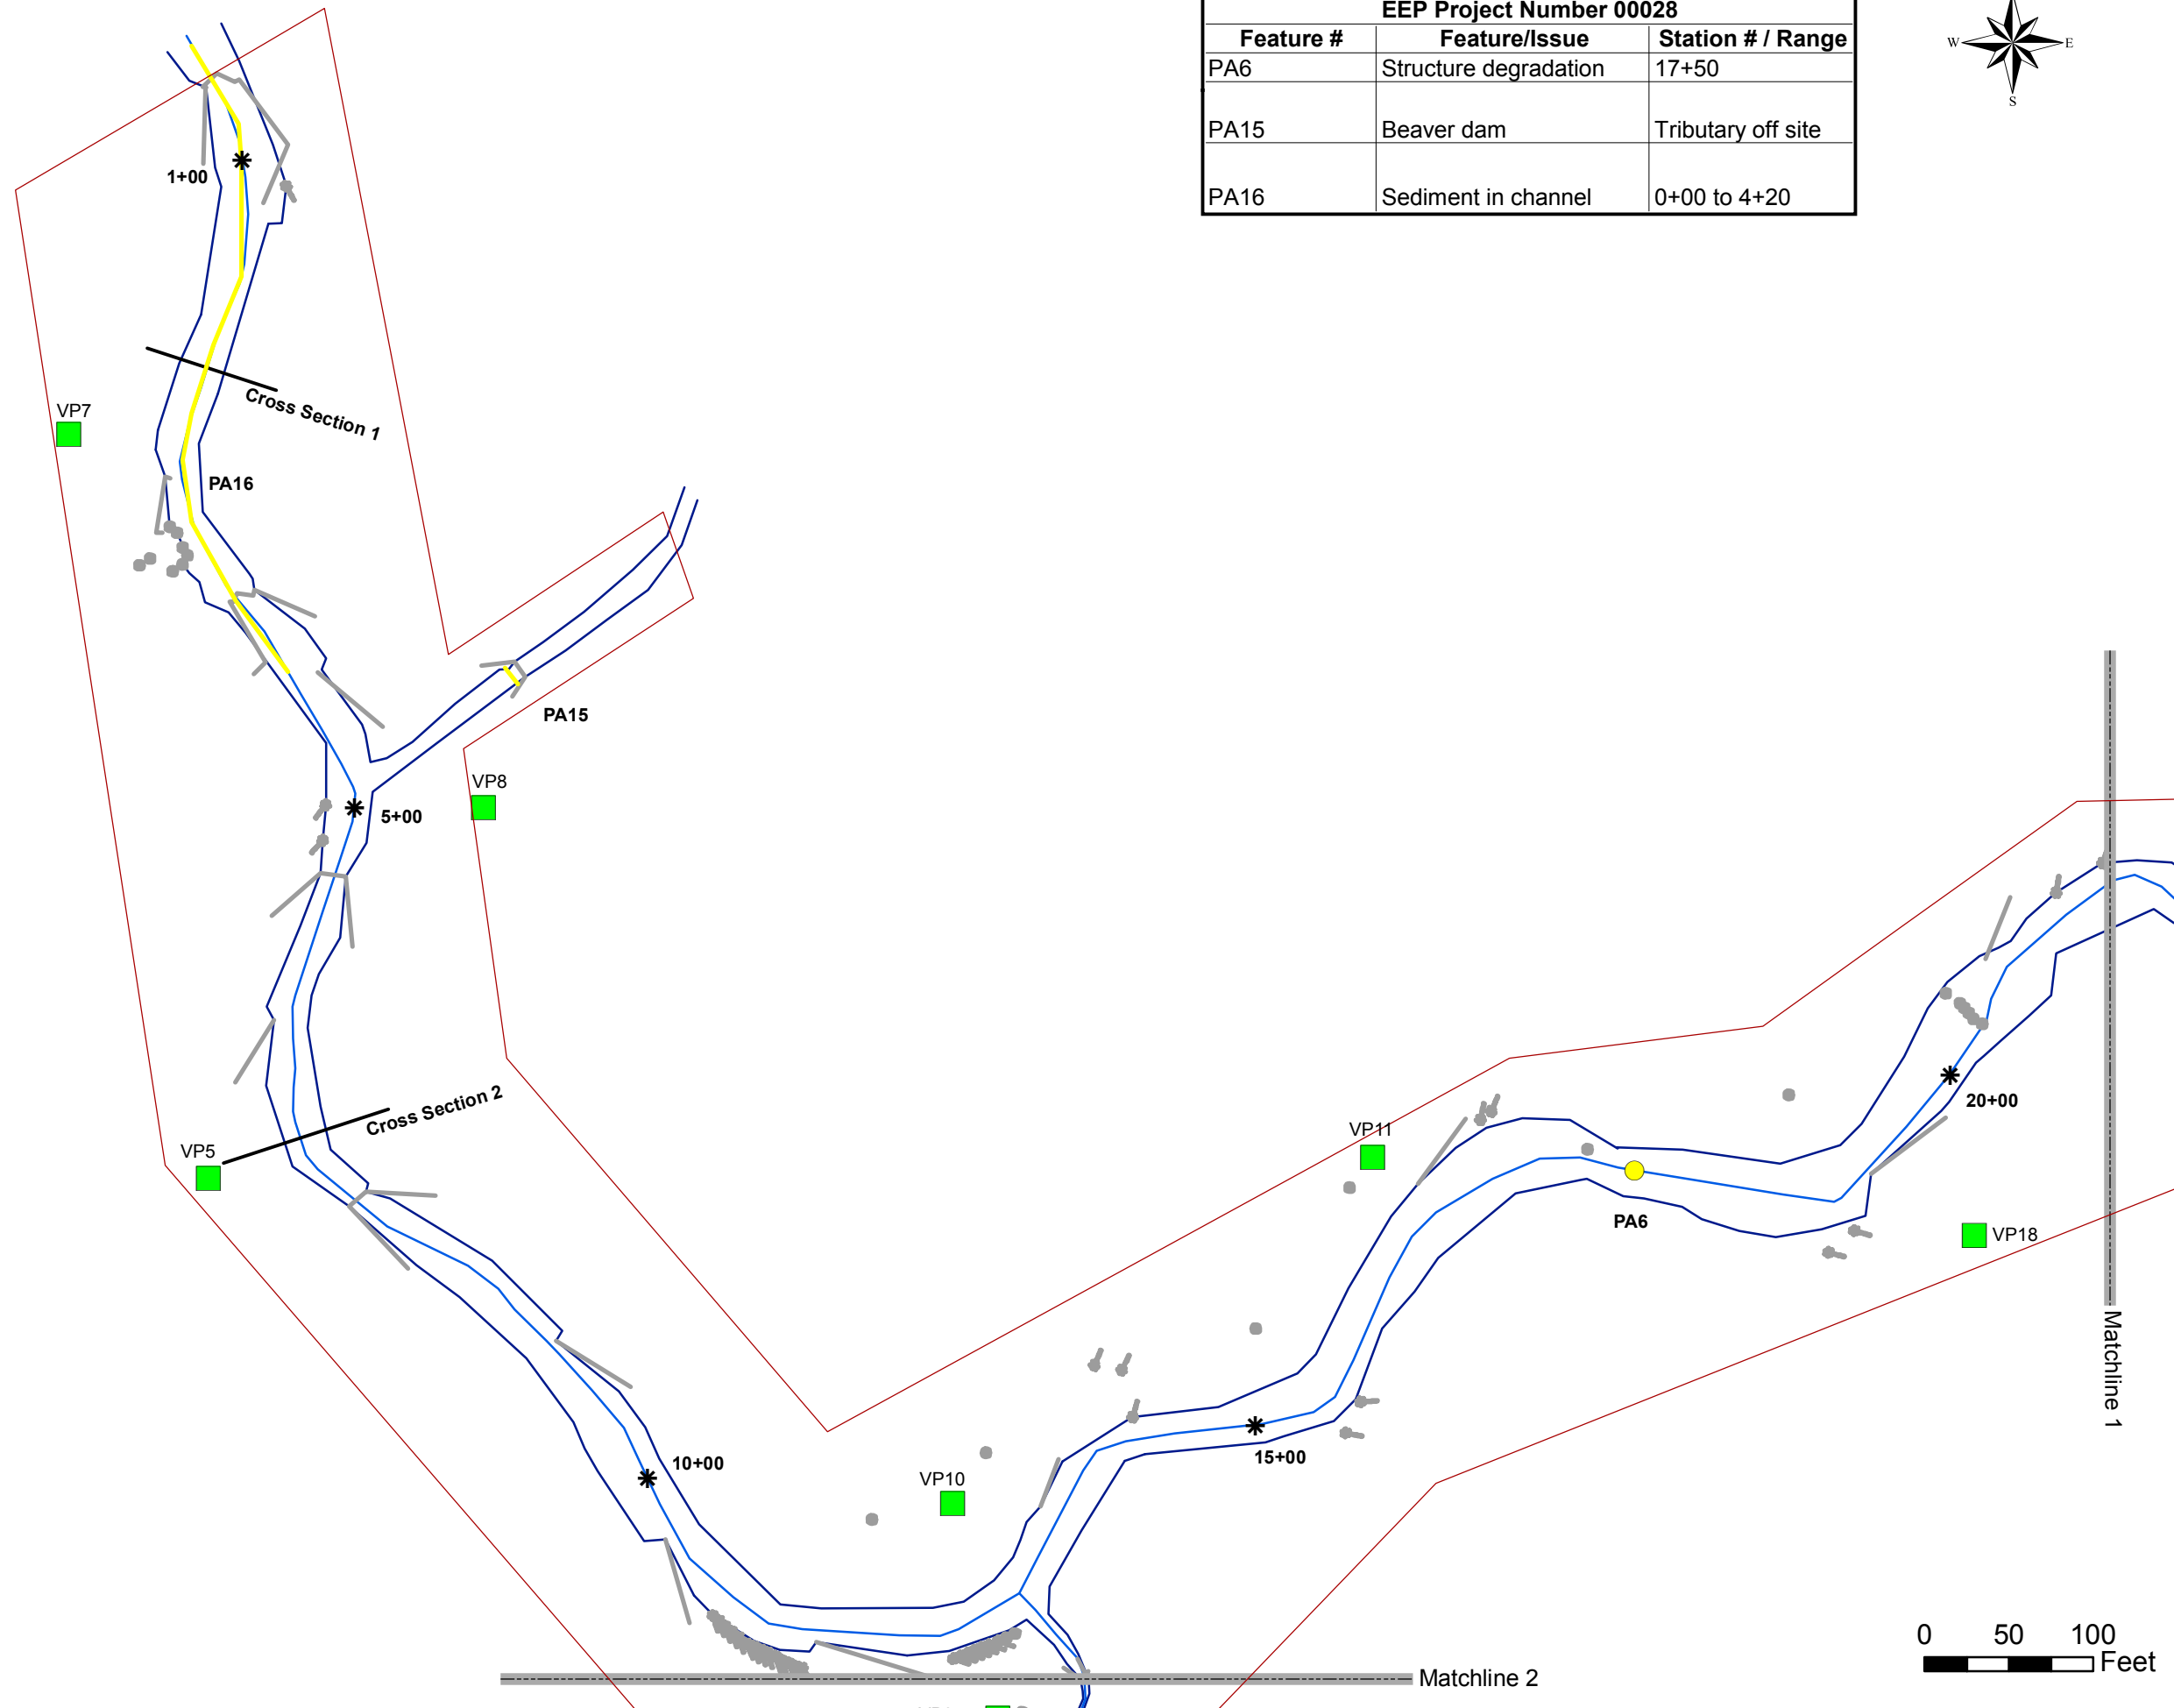 EEP Project Number 00028
Feature # Feature/Issue Station # / Range
PA6 Structure degradation 17+50
PA15 Beaver dam Tributary off site
PA16 Sediment in channel 0+00 to 4+20
W E
S
1+00
Cross Section 1
VP7
PA16
PA15
VP8
5+00
Cross Section 2
VP5
VP11
PA6
20+00
VP18
Matchline 1
10+00
15+00
VP10
Matchline 2
0 50 100
Feet